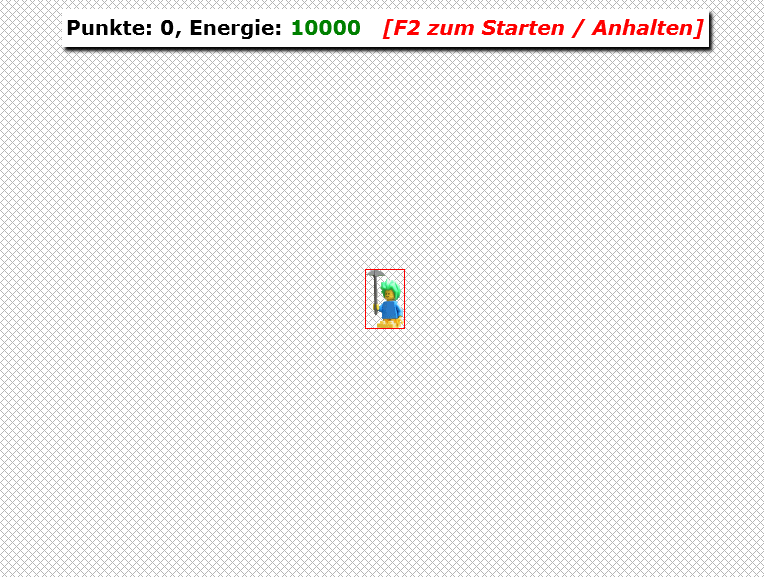 Punkte: 0, Energie: 10000 [F2 zum Starten / Anhalten]